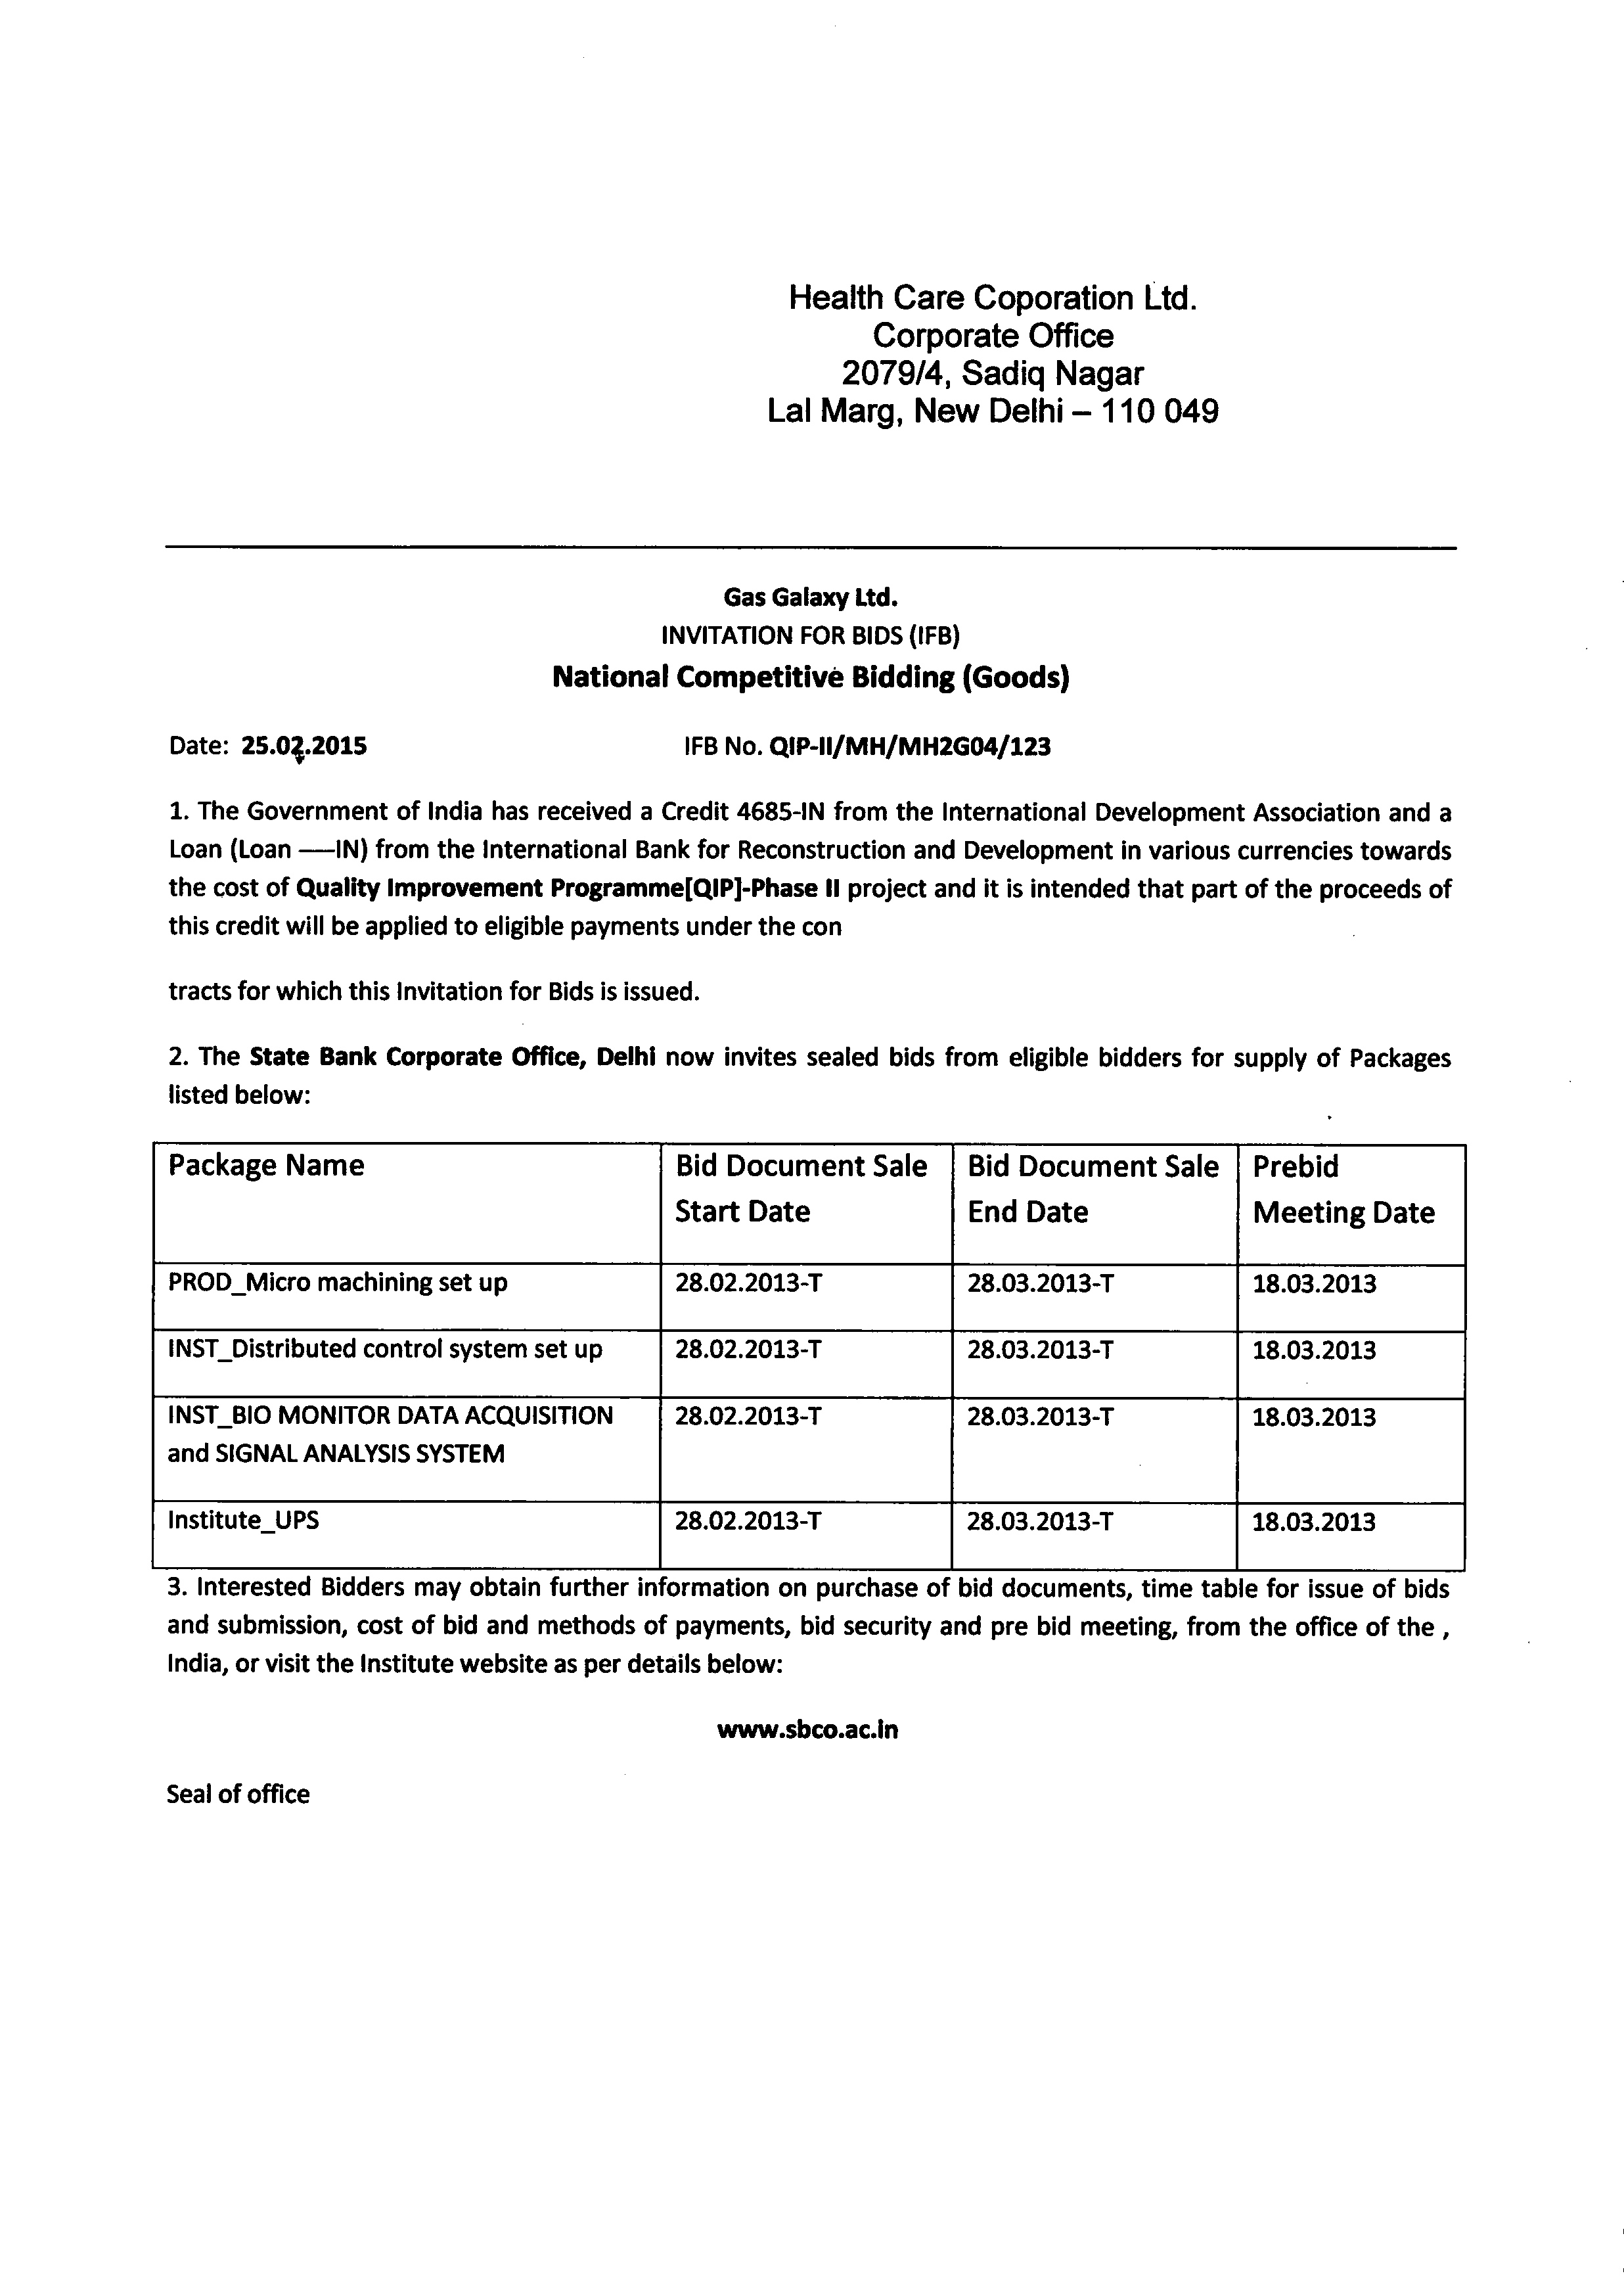 Health Care Coporation Ltd.
Corporate Office
2079/4, Sadiq Nagar
Lal Marg, New Delhi – 110 049
Gas Galaxy Ltd.
INVITATION FOR BIDS (IFB)
National Competitive Bidding (Goods)
Date: 25.02.2015 IFB No. QIP-II/MH/MH2G04/123
1. The Government of India has received a Credit 4685-IN from the International Development Association and a
Loan (Loan —–IN) from the International Bank for Reconstruction and Development in various currencies towards
the cost of Quality Improvement Programme[QIP]-Phase II project and it is intended that part of the proceeds of
this credit will be applied to eligible payments under the con
tracts for which this Invitation for Bids is issued.
2. The State Bank Corporate Office, Delhi now invites sealed bids from eligible bidders for supply of Packages
listed below:
Package Name Bid Document Sale Bid Document Sale Prebid
Start Date End Date Meeting Date
PROD_Micro machining set up 28.02.2013-T 28.03.2013-T 18.03.2013
INST_Distributed control system set up 28.02.2013-T 28.03.2013-T 18.03.2013
INST_BIO MONITOR DATA ACQUISITION 28.02.2013-T 28.03.2013-T 18.03.2013
and SIGNAL ANALYSIS SYSTEM
Institute_UPS 28.02.2013-T 28.03.2013-T 18.03.2013
3. Interested Bidders may obtain further information on purchase of bid documents, time table for issue of bids
and submission, cost of bid and methods of payments, bid security and pre bid meeting, from the office of the ,
India, or visit the Institute website as per details below:
www.sbco.ac.in
Seal of office